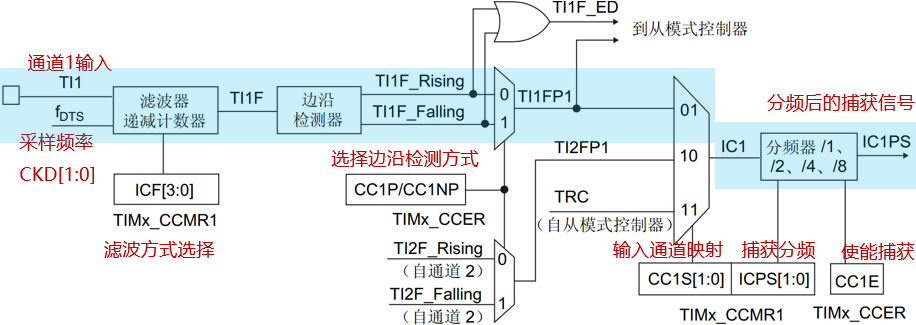 TI1F_ED
到从模式控制器
通道1输入
TI1
f_DTS
采样频率
CKD[1:0]
滤波器
递减计数器
TI1F
边沿
检测器
TI1F_Rising
TI1F_Falling
0
1
TI1FP1
01
10
11
分频后的捕获信号
IC1
分频器 /1、
/2、/4、/8
IC1PS
选择边沿检测方式
CC1P/CC1NP
TIMx_CCER
TI2FP1
TRC
（自从模式控制器）
ICF[3:0]
TIMx_CCMR1
滤波方式选择
TI2F_Rising
（自通道 2）
TI2F_Falling
（自通道 2）
0
1
输入通道映射
捕获分频
使能捕获
CC1S[1:0]
ICPS[1:0]
CC1E
TIMx_CCMR1
TIMx_CCER